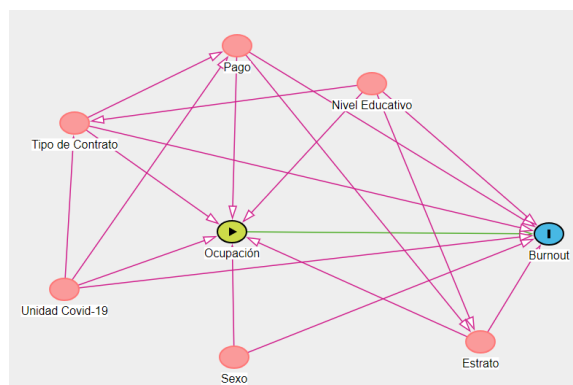 Pago
Nivel Educativo
Tipo de Contrato
Ocupación
Burnout
Unidad Covid-19
Estrato
Sexo